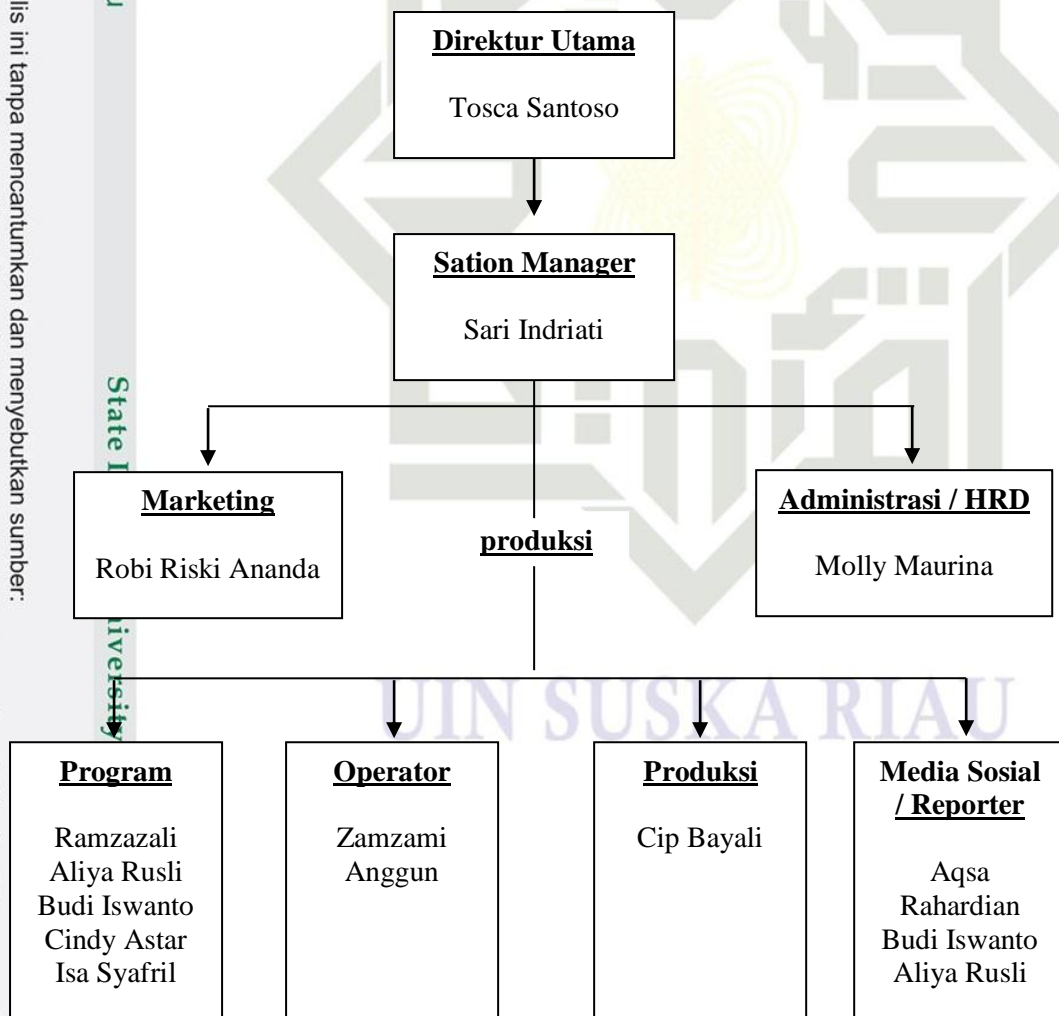 Direktur Utama
Tosca Santoso
Sation Manager
Sari Indriati
Marketing
Robi Riski Ananda
produksi
Administrasi / HRD
Molly Maurina
Program
Ramzazali
Aliya Rusli
Budi Iswanto
Cindy Astar
Isa Syafril
Operator
Zamzami
Anggun
Produksi
Cip Bayali
Media Sosial
/ Reporter
Aqsa
Rahardian
Budi Iswanto
Aliya Rusli
UIN SUSKA RIAU
State
lis ini tanpa mencantumkan dan menyebutkan sumber: